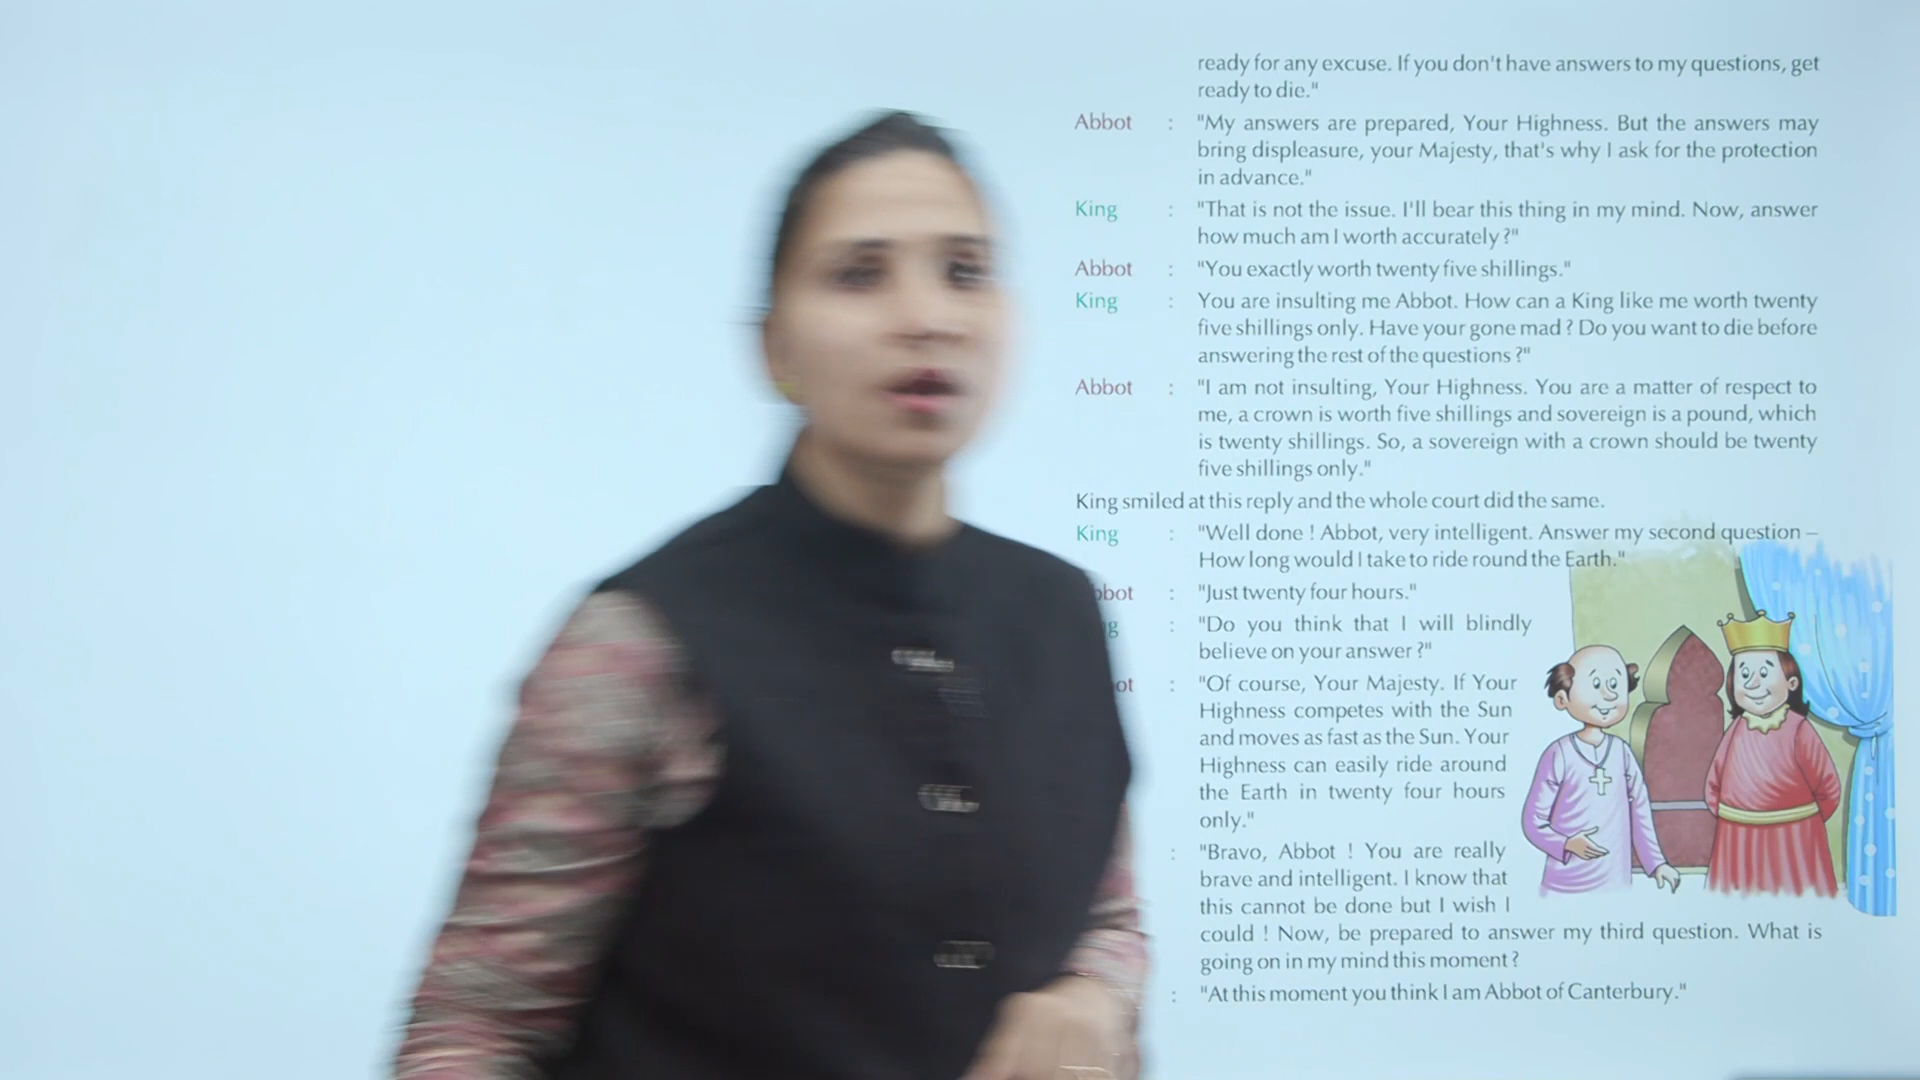 ready for any excuse. If you don't have answers to my questions, get
ready to die."
Abbot : "My answers are prepared, Your Highness. But the answers may
bring displeasure, your Majesty, that's why I ask for the protection
in advance."
King : "That is not the issue. I'll bear this thing in my mind. Now, answer
how much am I worth accurately ?"
Abbot : "You exactly worth twenty five shillings."
King : You are insulting me Abbot. How can a King like me worth twenty
five shillings only. Have your gone mad ? Do you want to die before
answering the rest of the questions ?"
Abbot : "I am not insulting, Your Highness. You are a matter of respect to
me, a crown is worth five shillings and sovereign is a pound, which
is twenty shillings. So, a sovereign with a crown should be twenty
five shillings only."
King smiled at this reply and the whole court did the same.
King : "Well done ! Abbot, very intelligent. Answer my second question –
How long would I take to ride round the Earth."
bbot : "Just twenty four hours."
g : "Do you think that I will blindly
believe on your answer ?"
ot : "Of course, Your Majesty. If Your
Highness competes with the Sun
and moves as fast as the Sun. Your
Highness can easily ride around
the Earth in twenty four hours
only."
: "Bravo, Abbot ! You are really
brave and intelligent. I know that
this cannot be done but I wish I
could ! Now, be prepared to answer my third question. What is
going on in my mind this moment ?
: "At this moment you think I am Abbot of Canterbury."